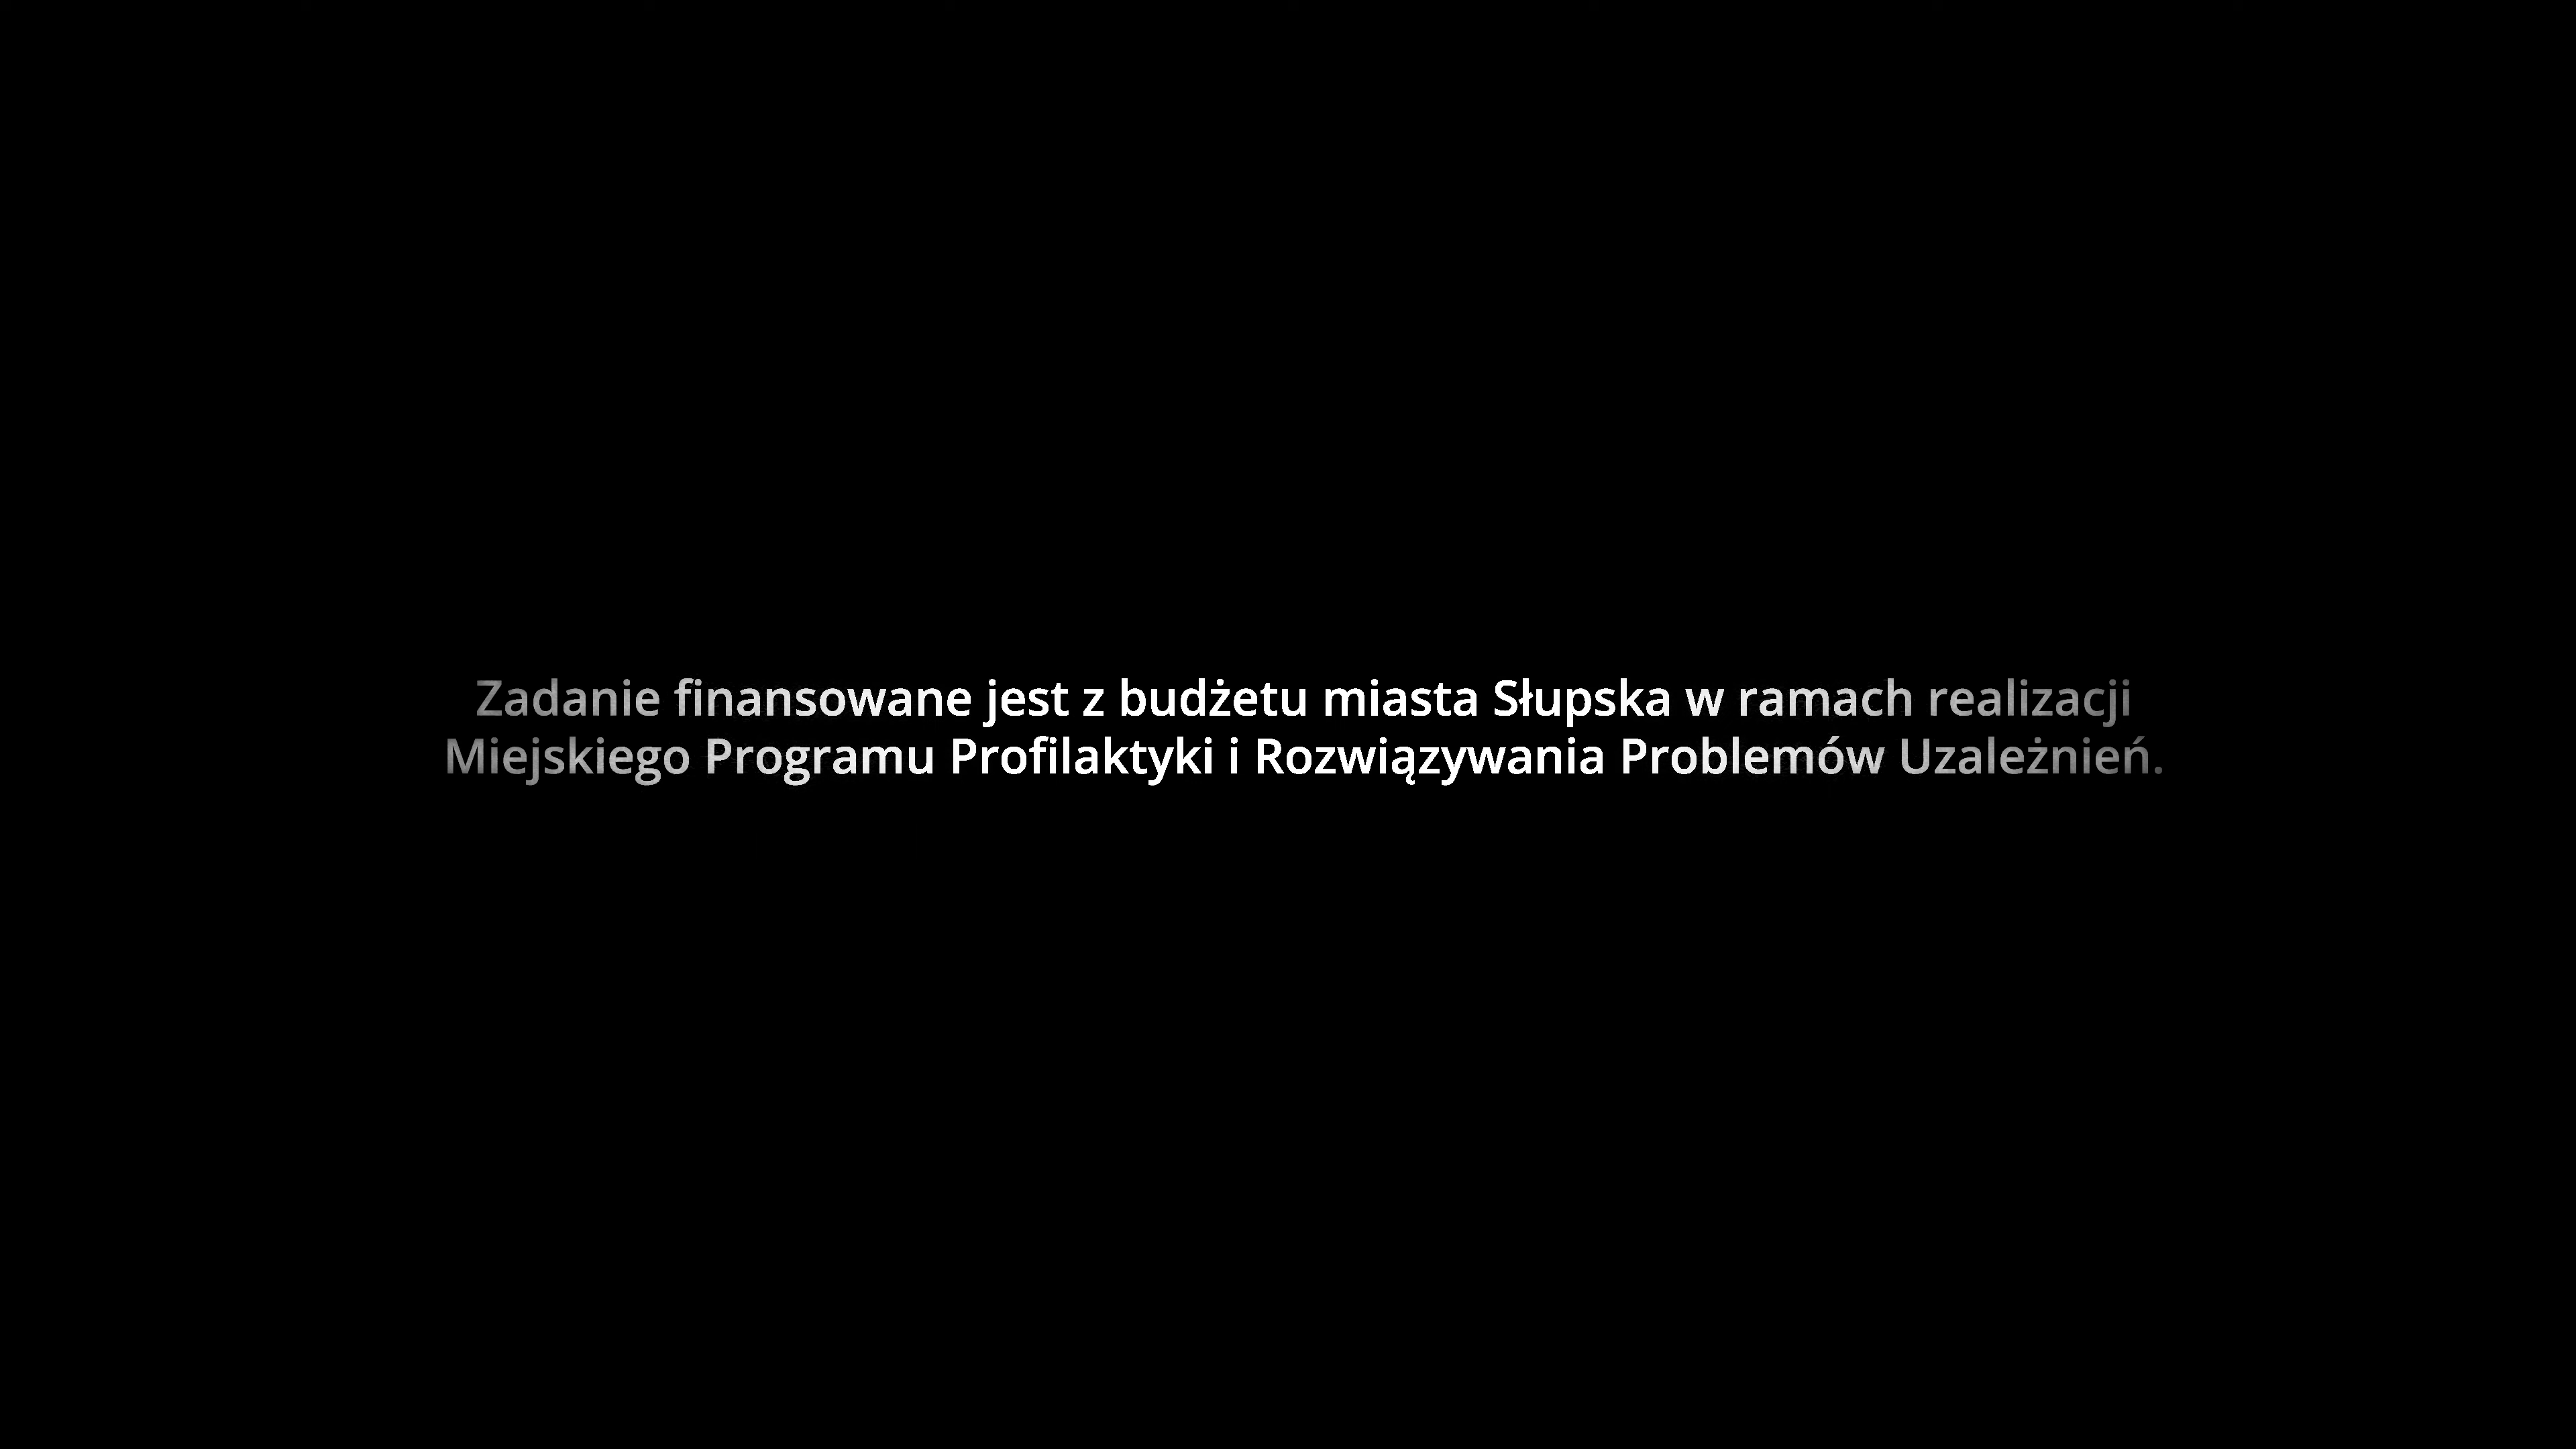 Zadanie finansowane jest z budżetu miasta Słupska w ramach realizacji
Miejskiego Programu Profilaktyki i Rozwiązywania Problemów Uzależnień.